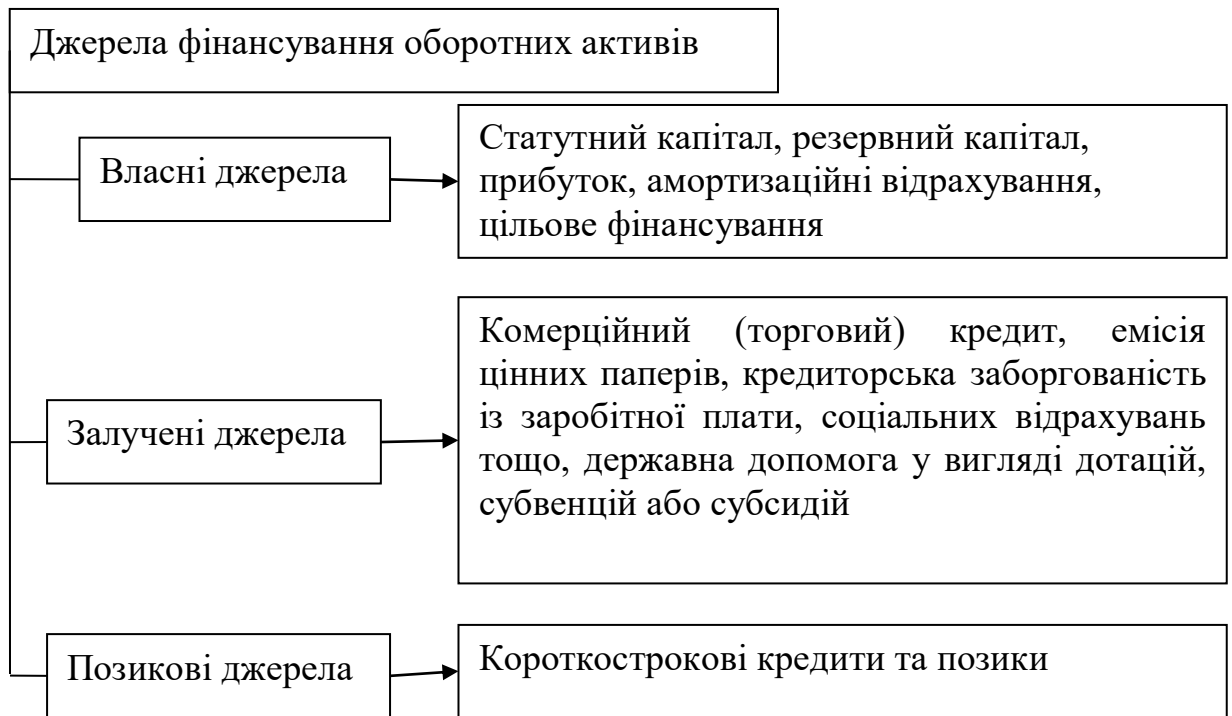 Джерела фінансування оборотних активів
Власні джерела
Статутний капітал, резервний капітал,
прибуток, амортизаційні відрахування,
цільове фінансування
Залучені джерела
Комерційний (торговий) кредит, емісія
цінних паперів, кредиторська заборгованість
із заробітної плати, соціальних відрахувань
тощо, державна допомога у вигляді дотацій,
субвенцій або субсидій
Позикові джерела
Короткострокові кредити та позики